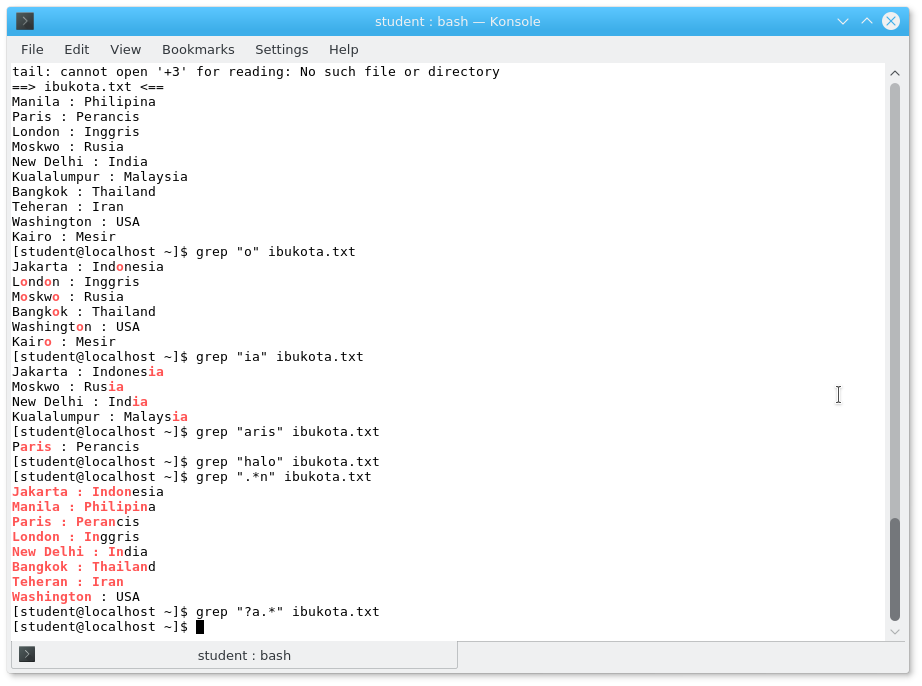 student : bash — Konsole
File Edit View Bookmarks Settings Help
tail: cannot open '+3' for reading: No such file or directory
==> ibukota.txt <==
Manila : Philipina
Paris : Perancis
London : Inggris
Moskwo : Rusia
New Delhi : India
Kualalumpur : Malaysia
Bangkok : Thailand
Teheran : Iran
Washington : USA
Kairo : Mesir
[student@localhost ~]$ grep "o" ibukota.txt
Jakarta : Indonesia
London : Inggris
Moskwo : Rusia
Bangkok : Thailand
Washington : USA
Kairo : Mesir
[student@localhost ~]$ grep "ia" ibukota.txt
Jakarta : Indonesia
Moskwo : Rusia
New Delhi : India
Kualalumpur : Malaysia
[student@localhost ~]$ grep "aris" ibukota.txt
Paris : Perancis
[student@localhost ~]$ grep "halo" ibukota.txt
[student@localhost ~]$ grep ".*n" ibukota.txt
Jakarta : Indonesia
Manila : Philipina
Paris : Perancis
London : Inggris
New Delhi : India
Bangkok : Thailand
Teheran : Iran
Washington : USA
[student@localhost ~]$ grep "?a.*" ibukota.txt
[student@localhost ~]$
student : bash